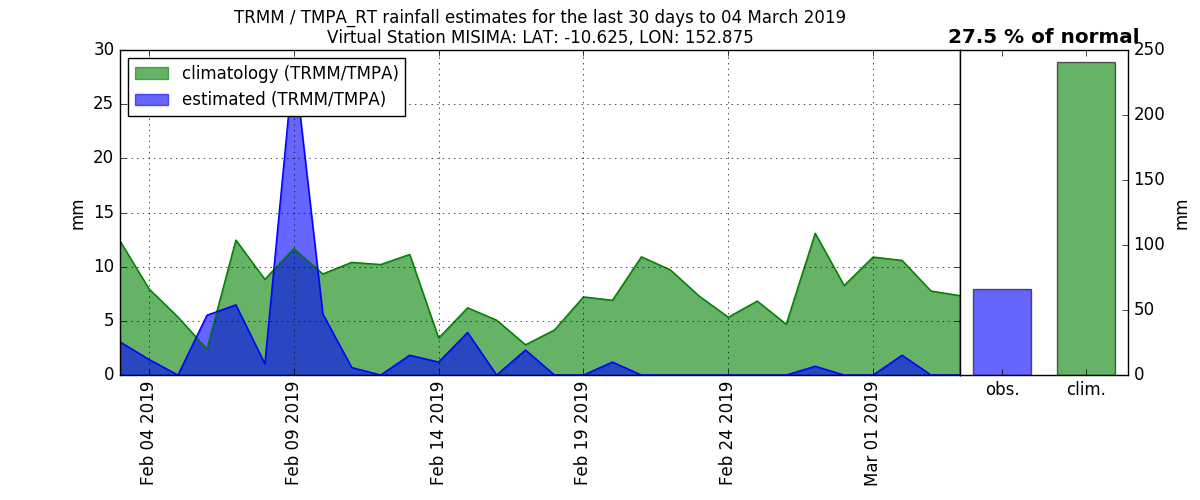 TRMM / TMPA_RT rainfall estimates for the last 30 days to 04 March 2019
Virtual Station MISIMA: LAT: -10.625, LON: 152.875
27.5 % of normal
climatology (TRMM/TMPA)
estimated (TRMM/TMPA)
30
25
20
15
10
5
0
mm
Feb 04 2019
Feb 09 2019
Feb 14 2019
Feb 19 2019
Feb 24 2019
Mar 01 2019
obs.
clim.
250
200
150
100
50
0
mm